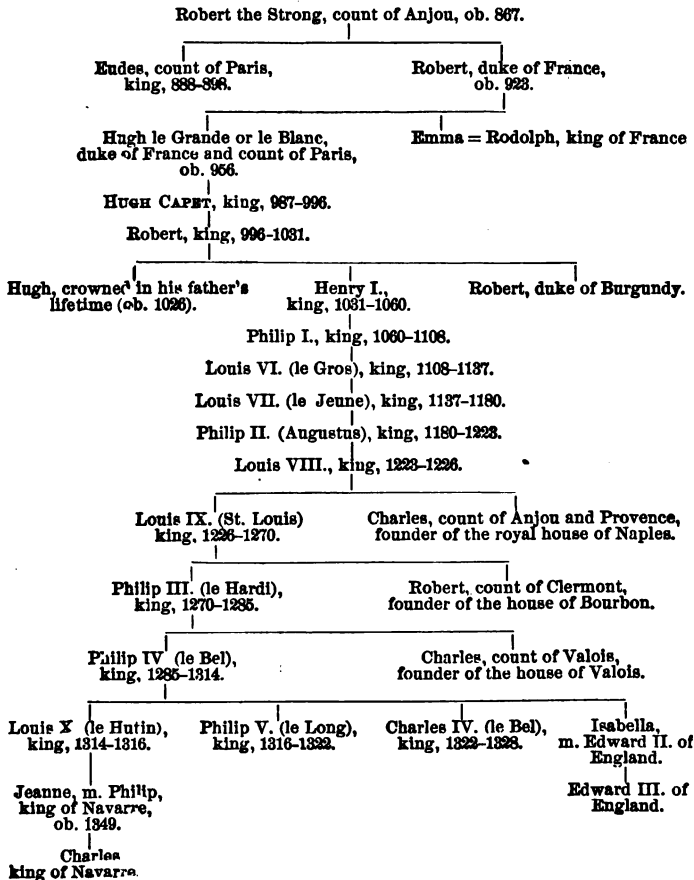 Robert the Strong, count of Anjou, ob. 867.
Eudes, count of Paris,
king, 888-898.
Robert, duke of France,
ob. 923.
Hugh le Grande or le Blanc,
duke of France and count of Paris,
ob. 956.
Emma = Rodolph, king of France
HUGH CAPET, king, 987-996.
Robert, king, 996-1031.
Hugh, crowned in his father's
lifetime (ob. 1026).
Henry I.,
king, 1031-1060.
Robert, duke of Burgundy.
Philip I., king, 1060-1108.
Louis VI. (le Gros), king, 1108-1137.
Louis VII. (le Jeune), king, 1137-1180.
Philip II. (Augustus), king, 1180-1223.
Louis VIII., king, 1223-1226.
Louis IX. (St. Louis)
king, 1226-1270.
Charles, count of Anjou and Provence,
founder of the royal house of Naples.
Philip III. (le Hardi),
king, 1270-1285.
Robert, count of Clermont,
founder of the house of Bourbon.
Philip IV (le Bel),
king, 1285-1314.
Charles, count of Valois,
founder of the house of Valois.
Louis X (le Hutin),
king, 1314-1316.
Philip V. (le Long),
king, 1316-1322.
Charles IV. (le Bel),
king, 1322-1328.
Isabella,
m. Edward II. of
England.
Jeanne, m. Philip,
king of Navarre,
ob. 1349.
Edward III. of
England.
Charles
king of Navarre.